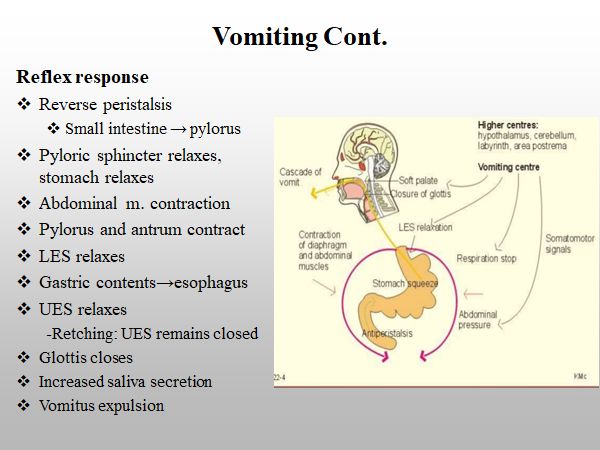 Vomiting Cont.
Reflex response
❖ Reverse peristalsis
❖ Small intestine → pylorus
❖ Pyloric sphincter relaxes,
stomach relaxes
❖ Abdominal m. contraction
❖ Pylorus and antrum contract
❖ LES relaxes
❖ Gastric contents→esophagus
❖ UES relaxes
-Retching: UES remains closed
❖ Glottis closes
❖ Increased saliva secretion
❖ Vomitus expulsion
Higher centres:
hypothalamus, cerebellum,
labyrinth, area postrema
Vomiting centre
Cascade of
vomit
Soft palate
Closure of glottis
LES relaxation
Contraction
of diaphragm
and abdominal
muscles
Somatomotor
signals
Respiration stop
Stomach squeeze
Abdominal
pressure
Antiperistalsis
22-4
KMc